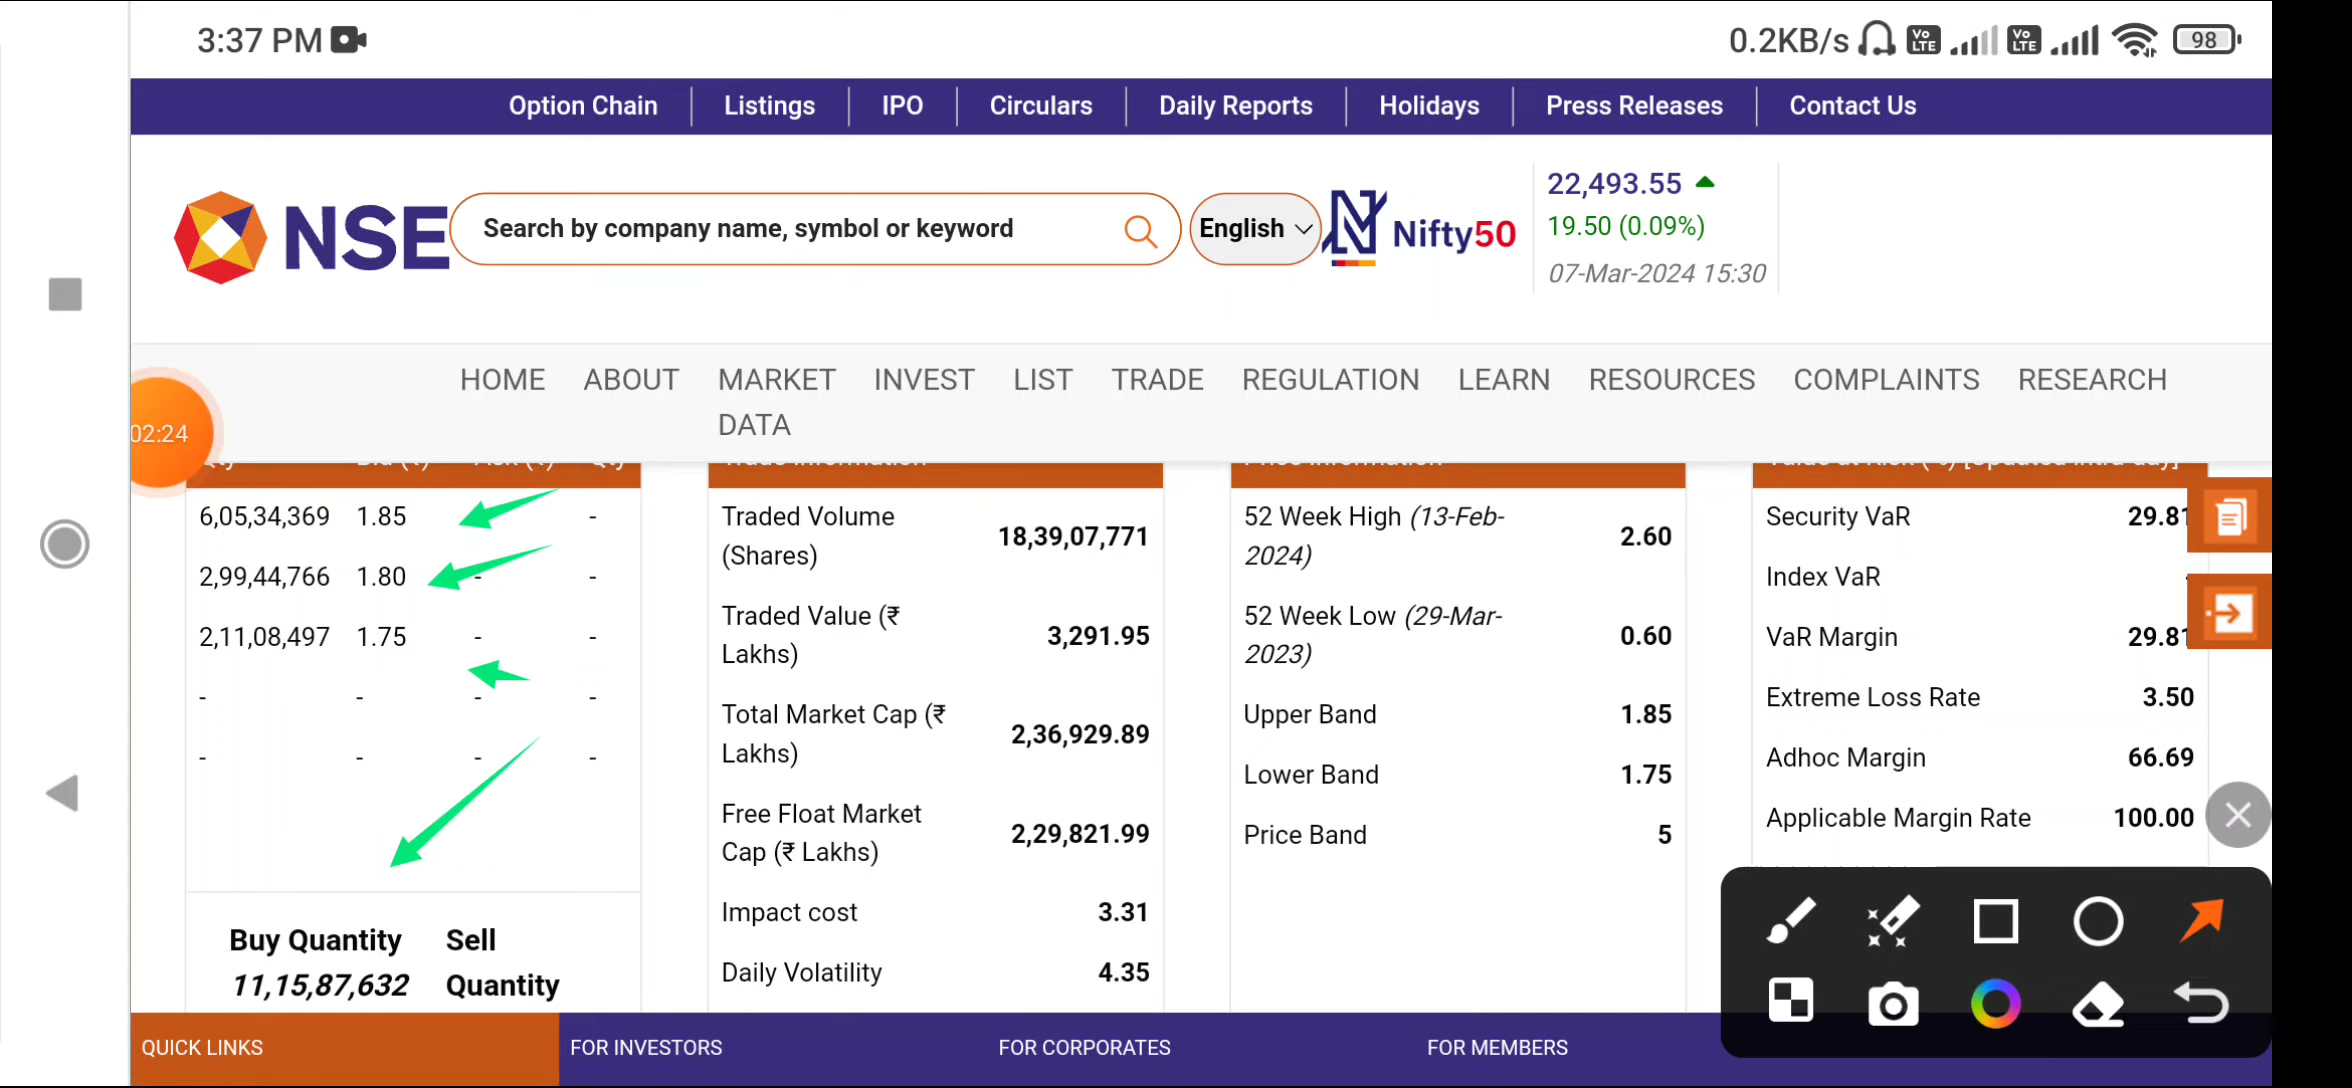 3:37 PM
0.2KB/s
Vo LTE
Vo LTE
98
Option Chain
Listings
IPO
Circulars
Daily Reports
Holidays
Press Releases
Contact Us
NSE
Search by company name, symbol or keyword
English
Nifty50
22,493.55
19.50 (0.09%)
07-Mar-2024 15:30
HOME
ABOUT
MARKET
DATA
INVEST
LIST
TRADE
REGULATION
LEARN
RESOURCES
COMPLAINTS
RESEARCH
02:24
6,05,34,369 1.85 -
2,99,44,766 1.80 - -
2,11,08,497 1.75 - -
- - - -
- - - -
Buy Quantity
11,15,87,632
Sell
Quantity
Trade Information
Traded Volume
(Shares)
18,39,07,771
Traded Value (₹
Lakhs)
3,291.95
Total Market Cap (₹
Lakhs)
2,36,929.89
Free Float Market
Cap (₹ Lakhs)
2,29,821.99
Impact cost 3.31
Daily Volatility 4.35
Price Information
52 Week High (13-Feb-
2024)
2.60
52 Week Low (29-Mar-
2023)
0.60
Upper Band 1.85
Lower Band 1.75
Price Band 5
Security VaR 29.81
Index VaR
VaR Margin 29.81
Extreme Loss Rate 3.50
Adhoc Margin 66.69
Applicable Margin Rate 100.00
QUICK LINKS
FOR INVESTORS
FOR CORPORATES
FOR MEMBERS